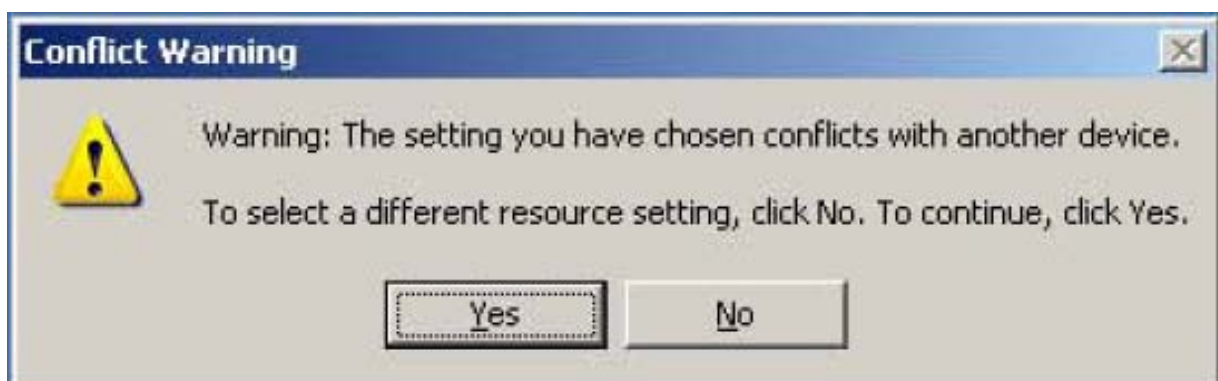 Conflict Warning
Warning: The setting you have chosen conflicts with another device.
To select a different resource setting, click No. To continue, click Yes.
Yes
No